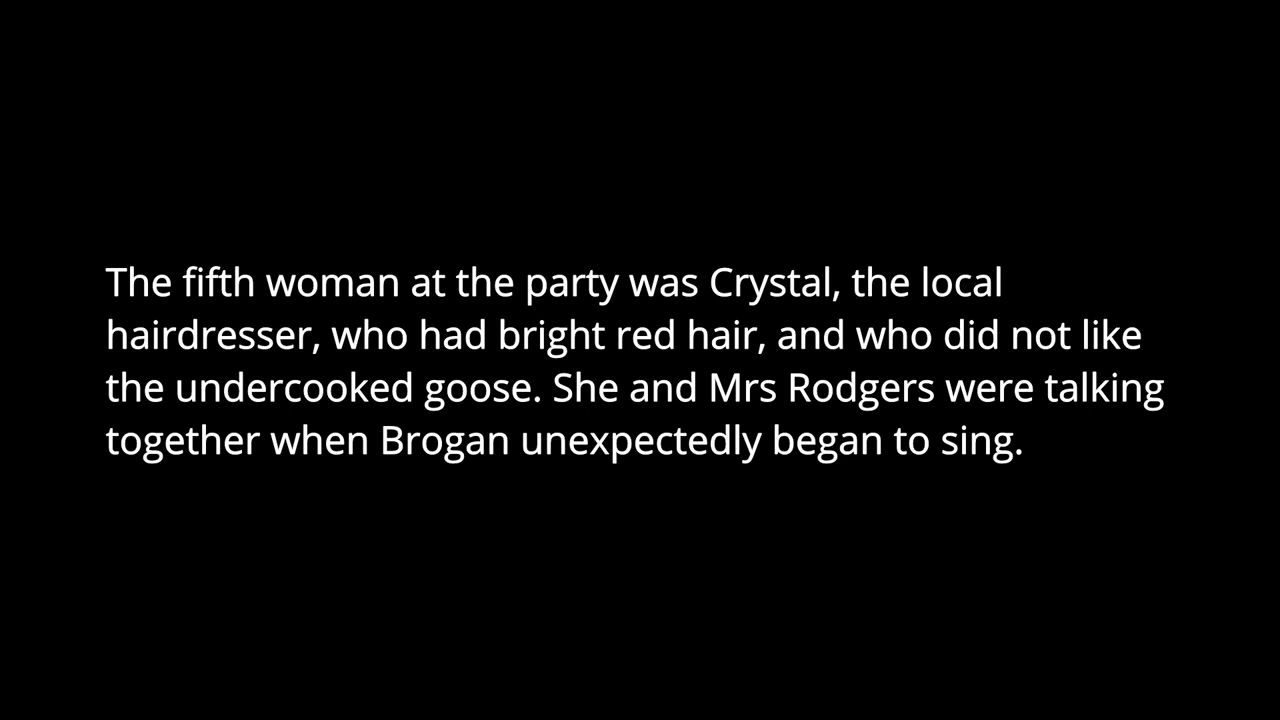 The fifth woman at the party was Crystal, the local
hairdresser, who had bright red hair, and who did not like
the undercooked goose. She and Mrs Rodgers were talking
together when Brogan unexpectedly began to sing.